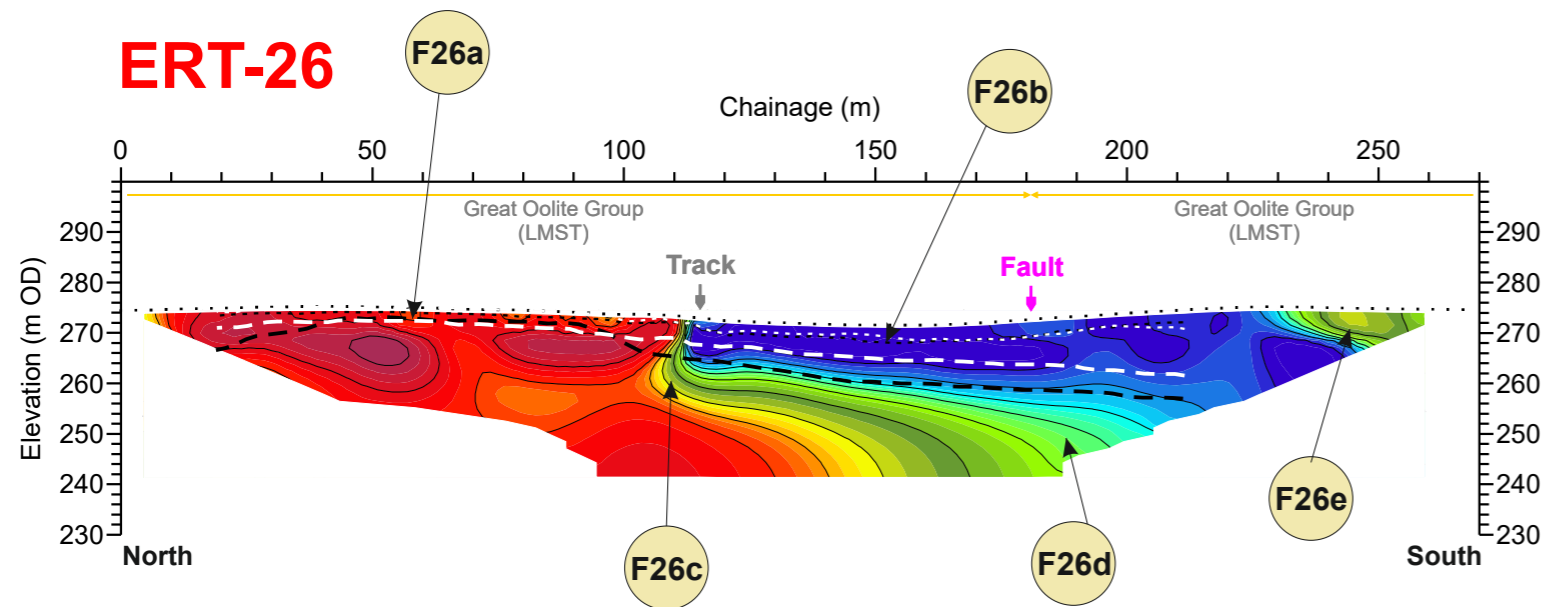 ERT-26
F26a
F26b
Chainage (m)
0 50 100 150 200 250
Great Oolite Group
(LMST)
Great Oolite Group
(LMST)
Track
Fault
Elevation (m OD)
290
280
270
260
250
240
230
290
280
270
260
250
240
230
F26c
F26d
F26e
North
South